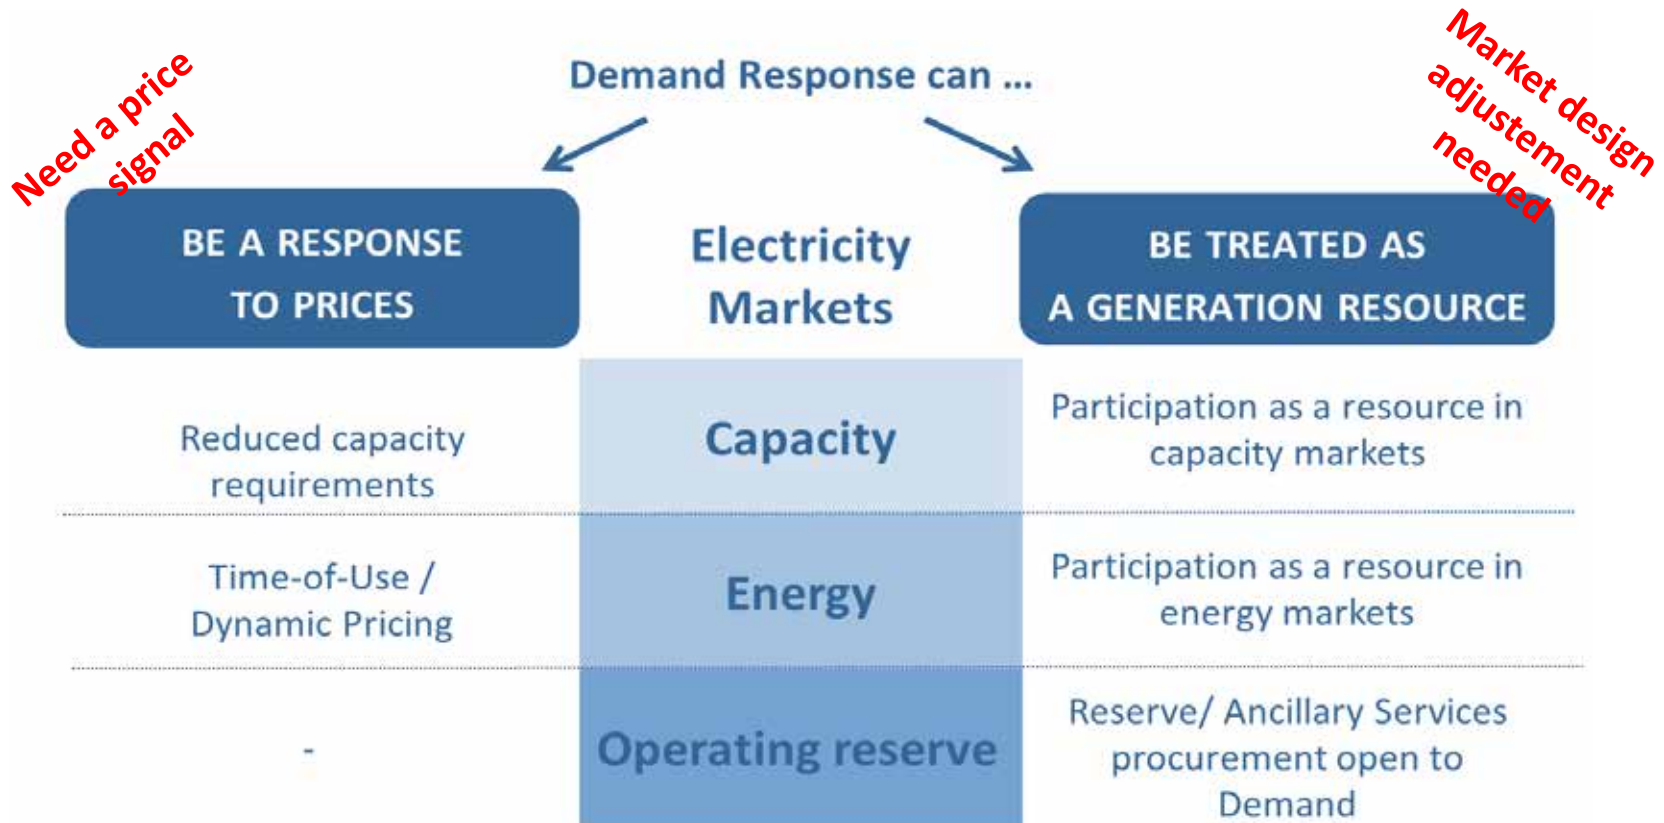 Need a price
signal
Demand Response can ...
Market design
adjustement
needed
BE A RESPONSE
TO PRICES
Electricity
Markets
BE TREATED AS
A GENERATION RESOURCE
Reduced capacity
requirements
Capacity
Participation as a resource in
capacity markets
Time-of-Use /
Dynamic Pricing
Energy
Participation as a resource in
energy markets
-
Operating reserve
Reserve/ Ancillary Services
procurement open to
Demand